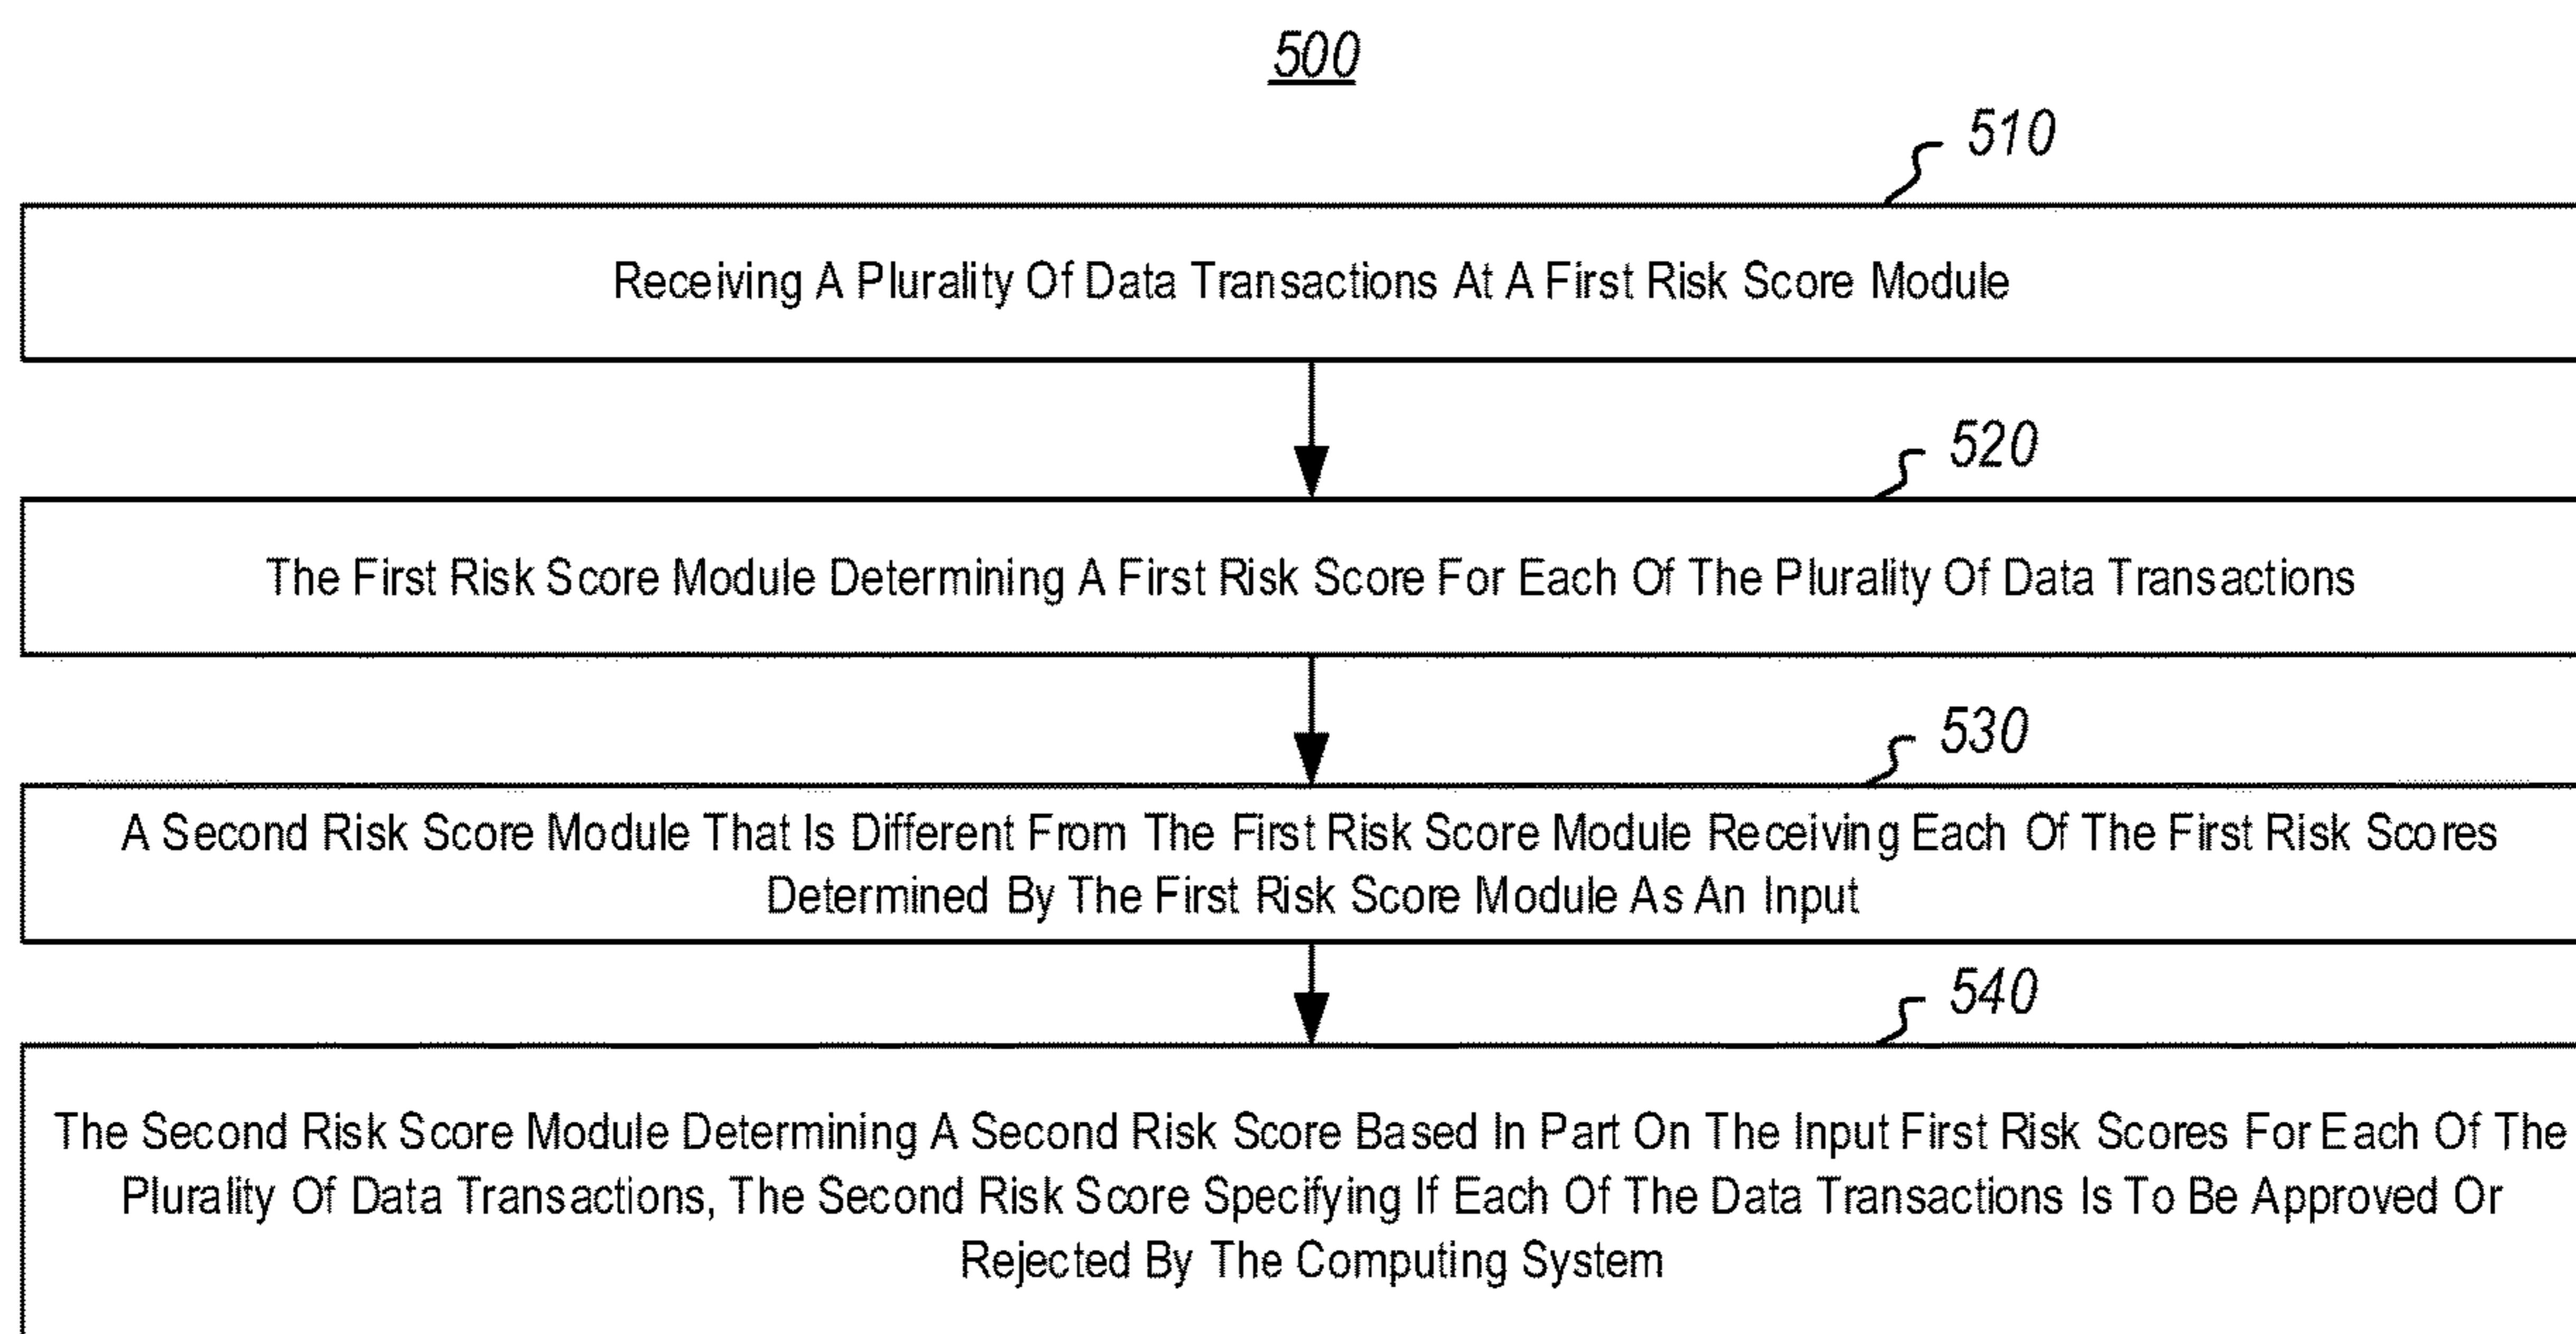 500
510
Receiving A Plurality Of Data Transactions At A First Risk Score Module
520
The First Risk Score Module Determining A First Risk Score For Each Of The Plurality Of Data Transactions
530
A Second Risk Score Module That Is Different From The First Risk Score Module Receiving Each Of The First Risk Scores
Determined By The First Risk Score Module As An Input
540
The Second Risk Score Module Determining A Second Risk Score Based In Part On The Input First Risk Scores For Each Of The
Plurality Of Data Transactions, The Second Risk Score Specifying If Each Of The Data Transactions Is To Be Approved Or
Rejected By The Computing System